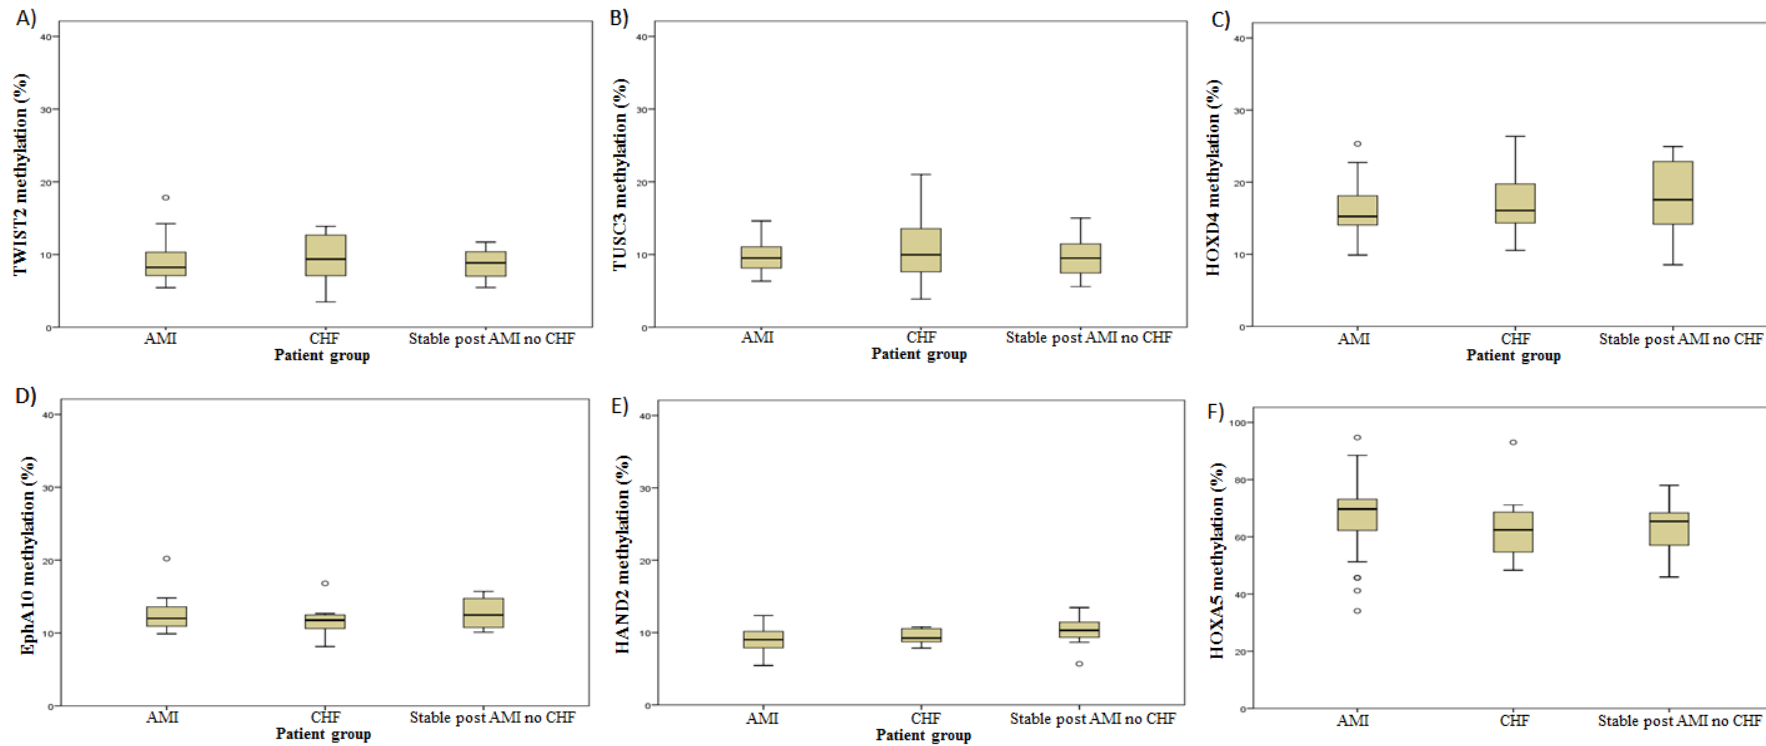 A)
TWIST2 methylation (%)
40
30
20
10
0
AMI CHF Stable post AMI no CHF
Patient group
B)
TUSC3 methylation (%)
40
30
20
10
0
AMI CHF Stable post AMI no CHF
Patient group
C)
HOXD4 methylation (%)
40
30
20
10
0
AMI CHF Stable post AMI no CHF
Patient group
D)
EphA10 methylation (%)
40
30
20
10
0
AMI CHF Stable post AMI no CHF
Patient group
E)
HAND2 methylation (%)
40
30
20
10
0
AMI CHF Stable post AMI no CHF
Patient group
F)
HOXA5 methylation (%)
100
80
60
40
20
0
AMI CHF Stable post AMI no CHF
Patient group